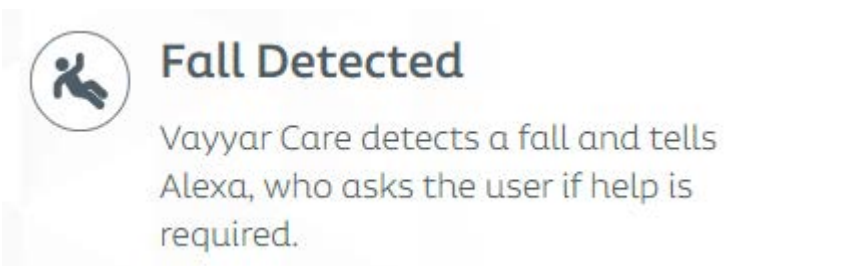 Fall Detected
Vayyar Care detects a fall and tells
Alexa, who asks the user if help is
required.